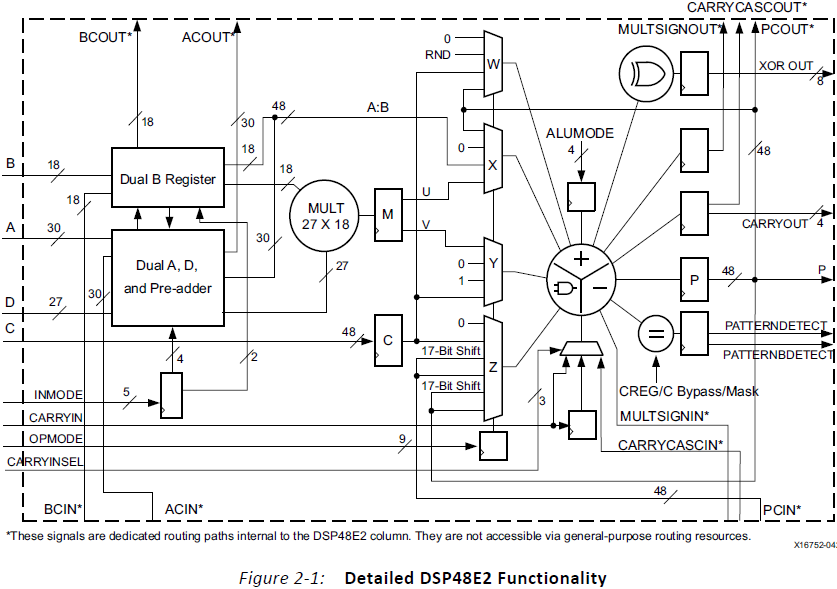 CARRYCASCOUT*
BCOUT* ACOUT* MULTSIGNOUT* PCOUT*
0
RND
W
XOR OUT
8
18
30
48
A:B
18
0
X
ALUMODE
4
48
B
18
Dual B Register
18
MULT
27 X 18
M
U
V
18
A
30
30
CARRYOUT
4
Dual A, D,
and Pre-adder
27
Y
0
1
P
48
P
D
27
30
C
48
C
0
17-Bit Shift
Z
17-Bit Shift
=
PATTERNDETECT
PATTERNBDETECT
4
2
3
CREG/C Bypass/Mask
INMODE
5
CARRYIN
MULTSIGNIN*
OPMODE
9
CARRYCASCIN*
CARRYINSEL
48
BCIN* ACIN* PCIN*
*These signals are dedicated routing paths internal to the DSP48E2 column. They are not accessible via general-purpose routing resources.
Figure 2-1: Detailed DSP48E2 Functionality